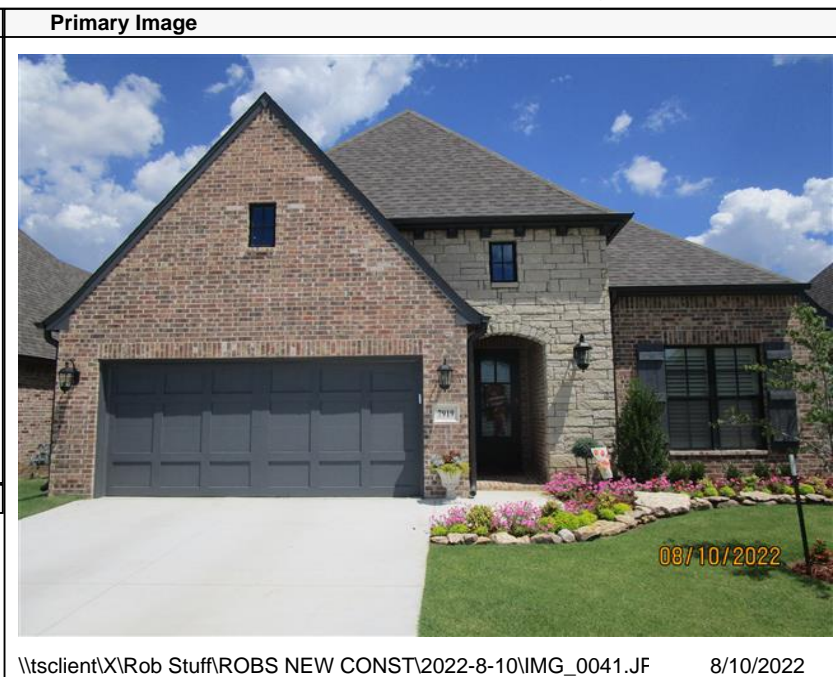 Primary Image
7919
08/10/2022
\\tsclient\X\Rob Stuff\ROBS NEW CONST\2022-8-10\IMG_0041.JF 8/10/2022